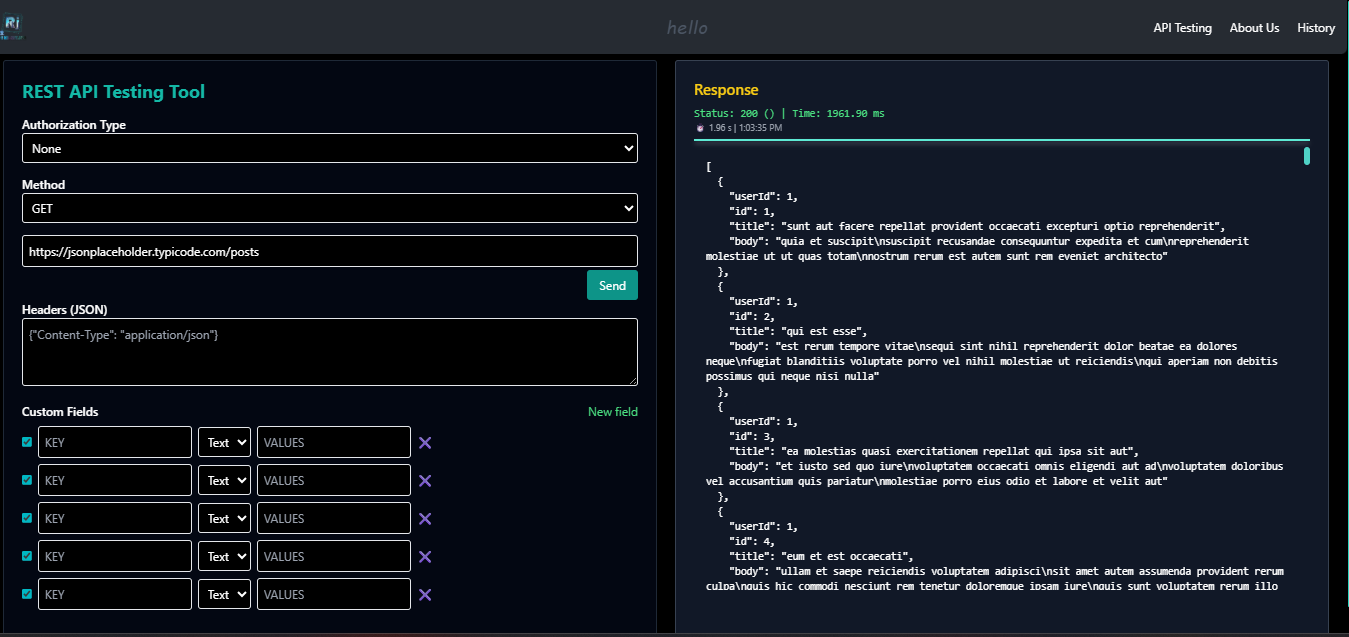 hello
API Testing
About Us
History
REST API Testing Tool
Authorization Type
None
Method
GET
https://jsonplaceholder.typicode.com/posts
Send
Headers (JSON)
{"Content-Type": "application/json"}
Custom Fields
New field
KEY Text VALUES
KEY Text VALUES
KEY Text VALUES
KEY Text VALUES
KEY Text VALUES
Response
Status: 200 () | Time: 1961.90 ms
1.96 s | 1:03:35 PM
[
{
"userId": 1,
"id": 1,
"title": "sunt aut facere repellat provident occaecati excepturi optio reprehenderit",
"body": "quia et suscipit\nsuscipit recusandae consequuntur expedita et cum\nreprehenderit
molestiae ut ut quas totam\nnostrum rerum est autem sunt rem eveniet architecto"
},
{
"userId": 1,
"id": 2,
"title": "qui est esse",
"body": "est rerum tempore vitae\nsequi sint nihil reprehenderit dolor beatae ea dolores
neque\nfugiat blanditiis voluptate porro vel nihil molestiae ut reiciendis\nqui aperiam non debitis
possimus qui neque nisi nulla"
},
{
"userId": 1,
"id": 3,
"title": "ea molestias quasi exercitationem repellat qui ipsa sit aut",
"body": "et iusto sed quo iure\nvoluptatem occaecati omnis eligendi aut ad\nvoluptatem doloribus
vel accusantium quis pariatur\nmolestiae porro eius odio et labore et velit aut"
},
{
"userId": 1,
"id": 4,
"title": "eum et est occaecati",
"body": "ullam et saepe reiciendis voluptatem adipisci\nsit amet autem assumenda provident rerum
culpa\nquis hic commodi nesciunt rem tenetur doloremque ipsam iure\nquis sunt voluptatem rerum illo